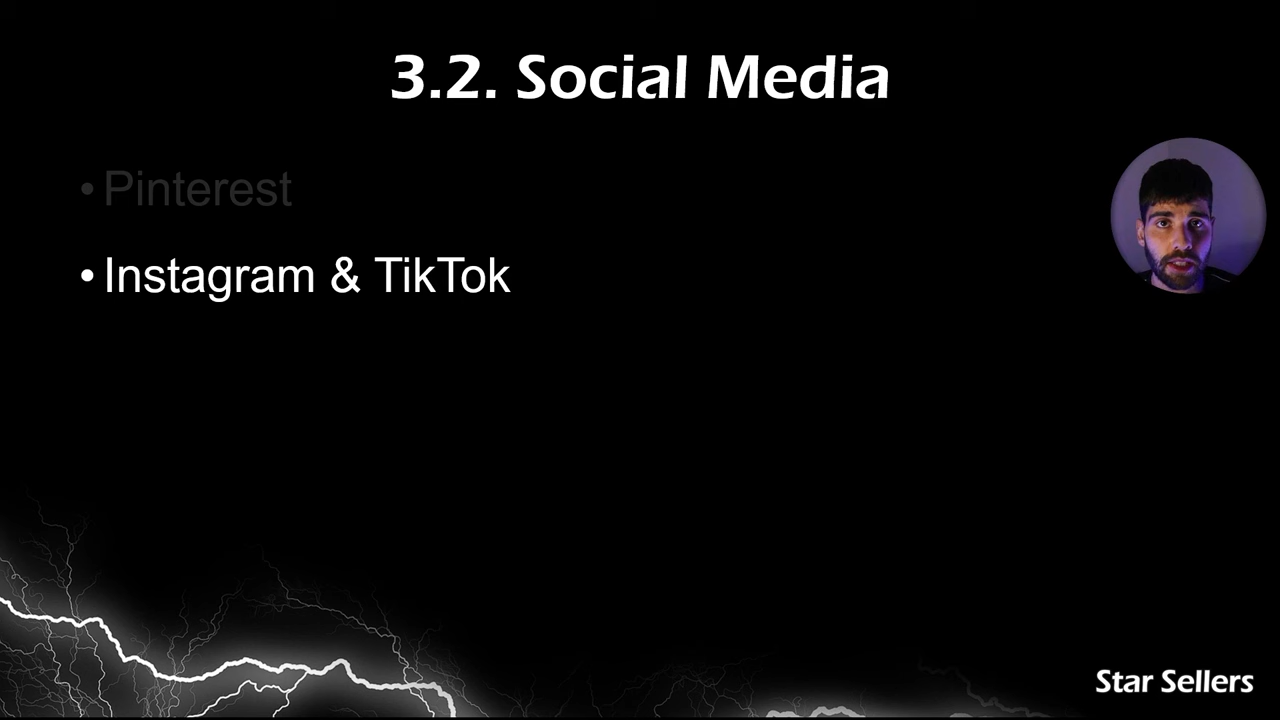 3.2. Social Media
• Pinterest
• Instagram & TikTok
Star Sellers